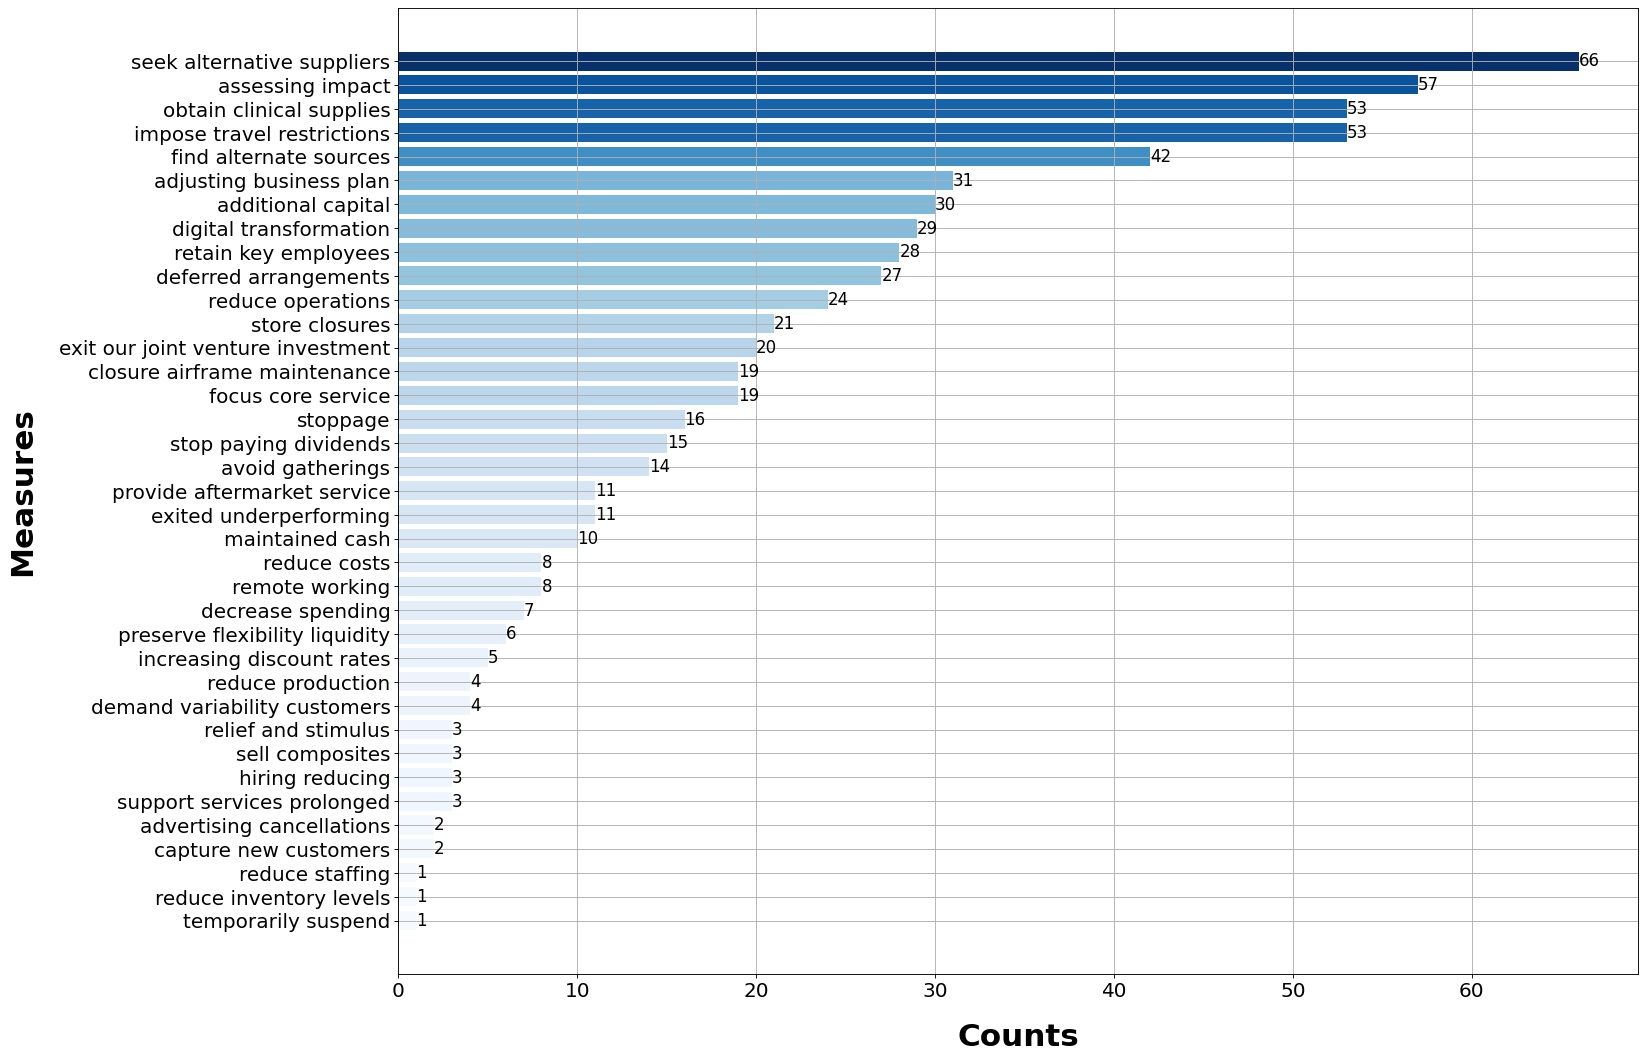 seek alternative suppliers 66
assessing impact 57
obtain clinical supplies 53
impose travel restrictions 53
find alternate sources 42
adjusting business plan 31
additional capital 30
digital transformation 29
retain key employees 28
deferred arrangements 27
reduce operations 24
store closures 21
exit our joint venture investment 20
closure airframe maintenance 19
focus core service 19
stoppage 16
stop paying dividends 15
avoid gatherings 14
provide aftermarket service 11
exited underperforming 11
maintained cash 10
reduce costs 8
remote working 8
decrease spending 7
preserve flexibility liquidity 6
increasing discount rates 5
reduce production 4
demand variability customers 4
relief and stimulus 3
sell composites 3
hiring reducing 3
support services prolonged 3
advertising cancellations 2
capture new customers 2
reduce staffing 1
reduce inventory levels 1
temporarily suspend 1
Measures
0 10 20 30 40 50 60
Counts